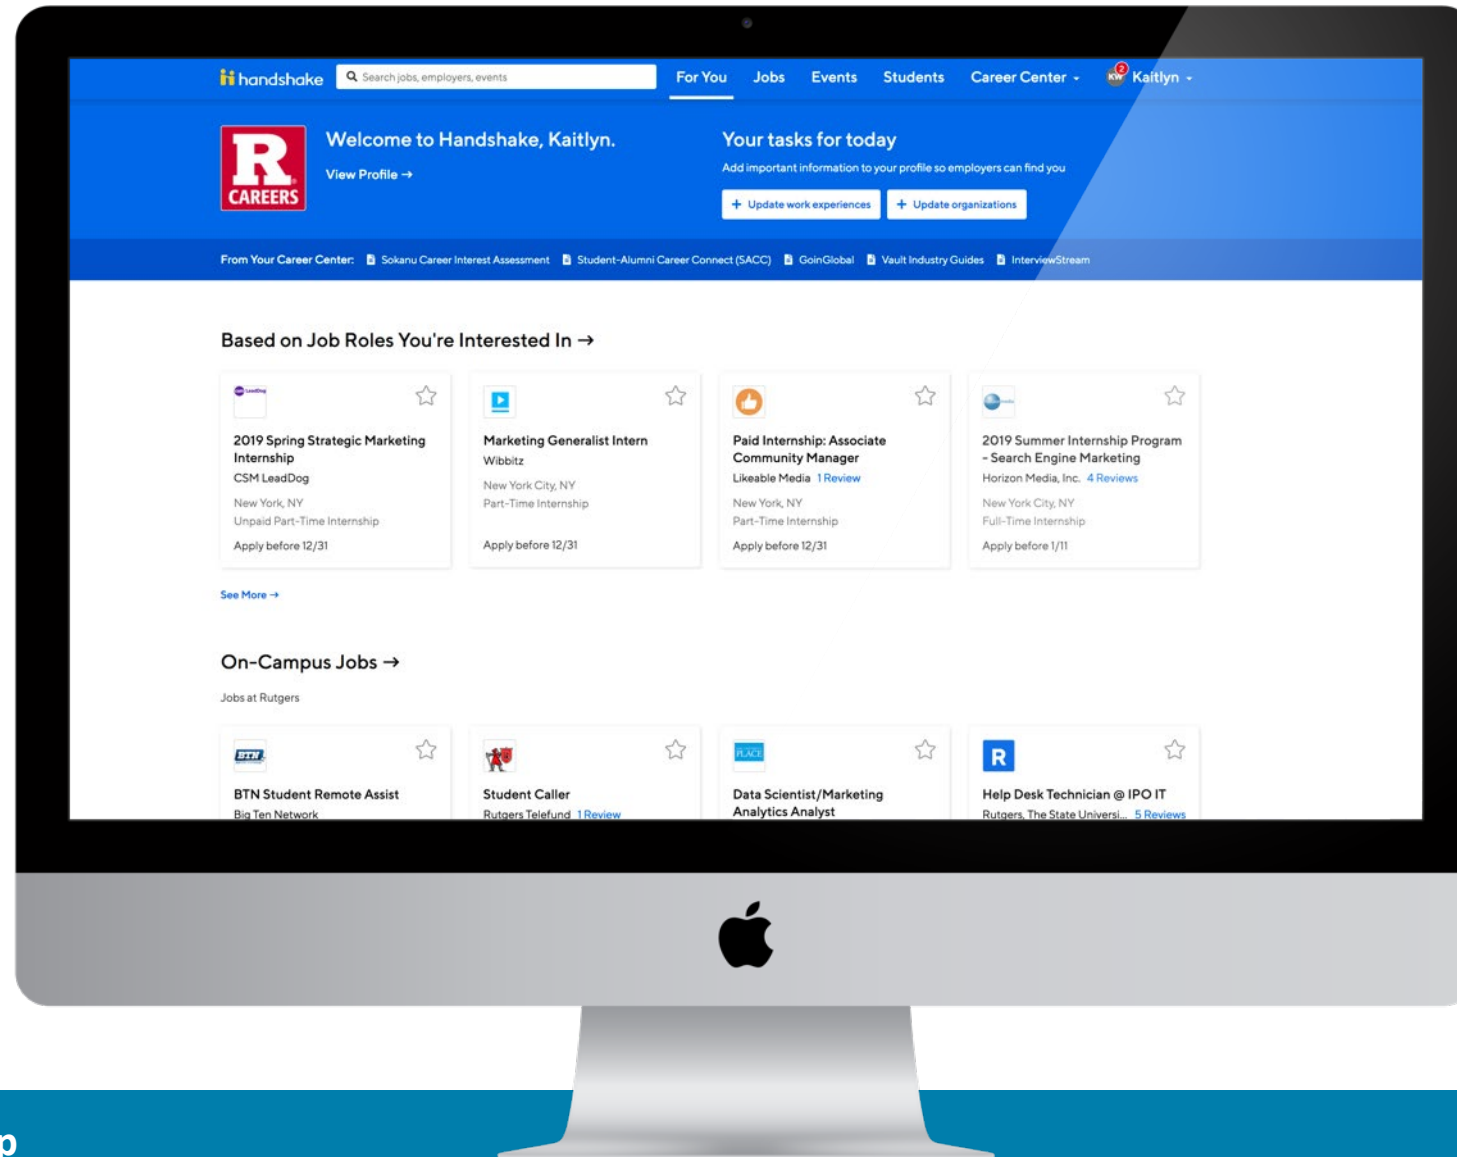 handshake
Search jobs, employers, events
For You
Jobs
Events
Students
Career Center
KW
2
Kaitlyn
R
CAREERS
Welcome to Handshake, Kaitlyn.
View Profile →
Your tasks for today
Add important information to your profile so employers can find you
+ Update work experiences
+ Update organizations
From Your Career Center:
Sokanu Career Interest Assessment
Student-Alumni Career Connect (SACC)
GoinGlobal
Vault Industry Guides
InterviewStream
Based on Job Roles You're Interested In →
LeadDog
2019 Spring Strategic Marketing
Internship
CSM LeadDog
New York, NY
Unpaid Part-Time Internship
Apply before 12/31
Marketing Generalist Intern
Wibbitz
New York City, NY
Part-Time Internship
Apply before 12/31
Paid Internship: Associate
Community Manager
Likeable Media 1 Review
New York, NY
Part-Time Internship
Apply before 12/31
2019 Summer Internship Program
- Search Engine Marketing
Horizon Media, Inc. 4 Reviews
New York City, NY
Full-Time Internship
Apply before 1/11
See More →
On-Campus Jobs →
Jobs at Rutgers
BTN
BTN Student Remote Assist
Big Ten Network
Student Caller
Rutgers Telefund 1 Review
PLACE
Data Scientist/Marketing
Analytics Analyst
R
Help Desk Technician @ IPO IT
Rutgers, The State Universi... 5 Reviews
p